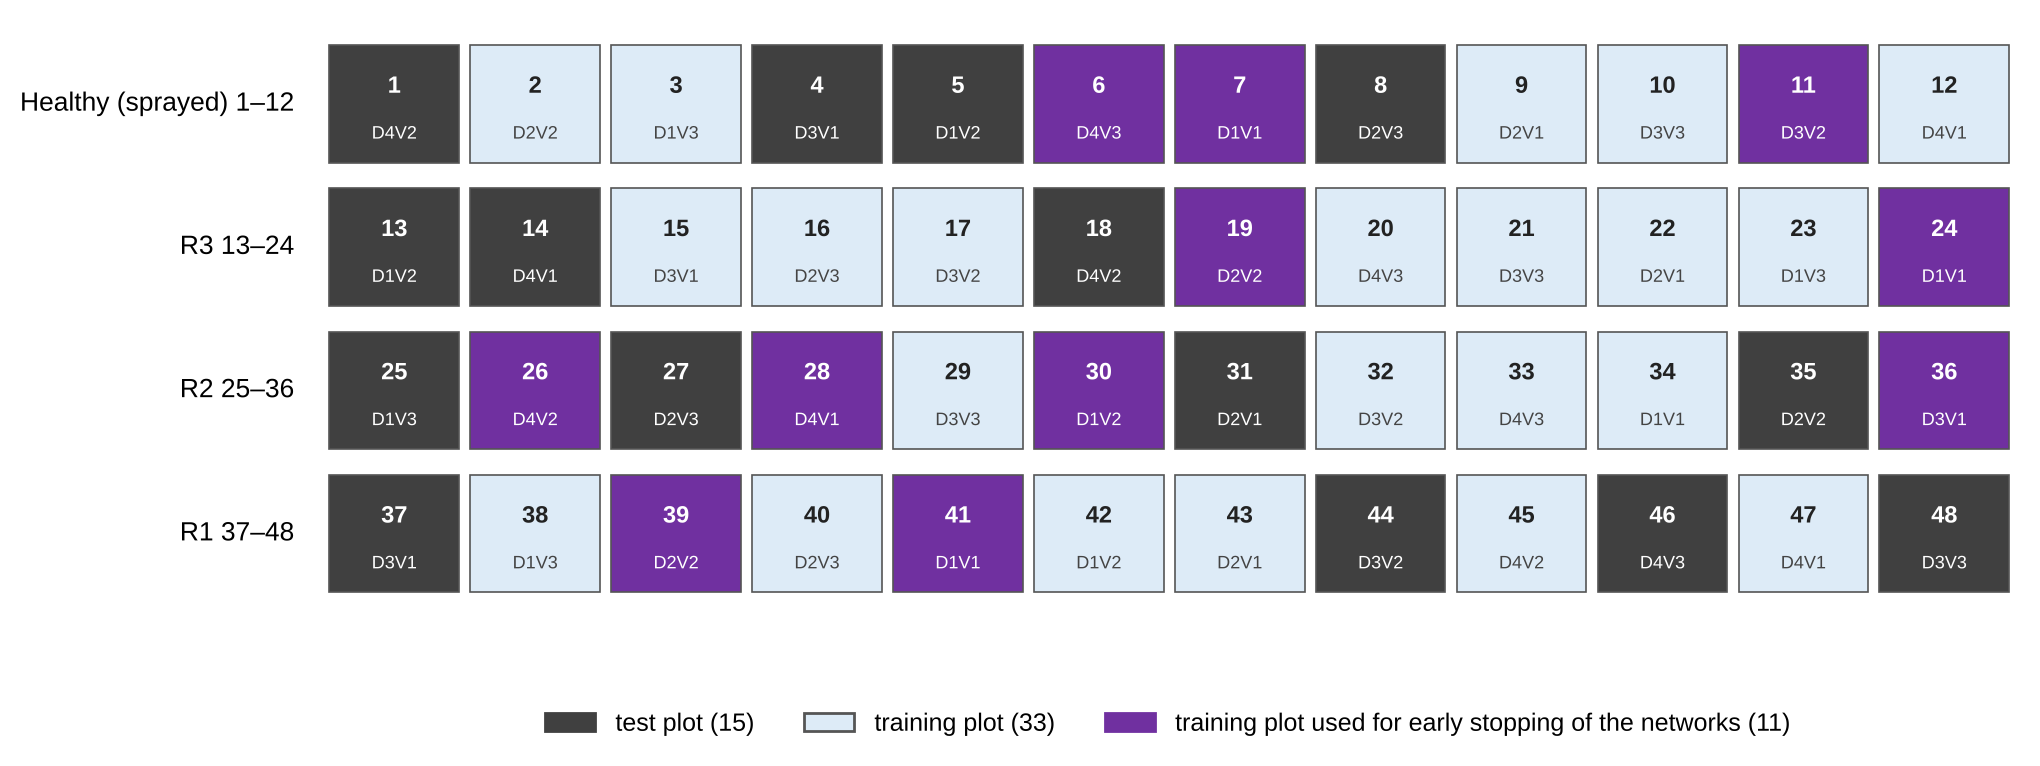 1 2 3 4 5 6 7 8 9 10 11 12
Healthy (sprayed) 1–12
D4V2 D2V2 D1V3 D3V1 D1V2 D4V3 D1V1 D2V3 D2V1 D3V3 D3V2 D4V1
13 14 15 16 17 18 19 20 21 22 23 24
R3 13–24
D1V2 D4V1 D3V1 D2V3 D3V2 D4V2 D2V2 D4V3 D3V3 D2V1 D1V3 D1V1
25 26 27 28 29 30 31 32 33 34 35 36
R2 25–36
D1V3 D4V2 D2V3 D4V1 D3V3 D1V2 D2V1 D3V2 D4V3 D1V1 D2V2 D3V1
37 38 39 40 41 42 43 44 45 46 47 48
R1 37–48
D3V1 D1V3 D2V2 D2V3 D1V1 D1V2 D2V1 D3V2 D4V2 D4V3 D4V1 D3V3
test plot (15) training plot (33) training plot used for early stopping of the networks (11)